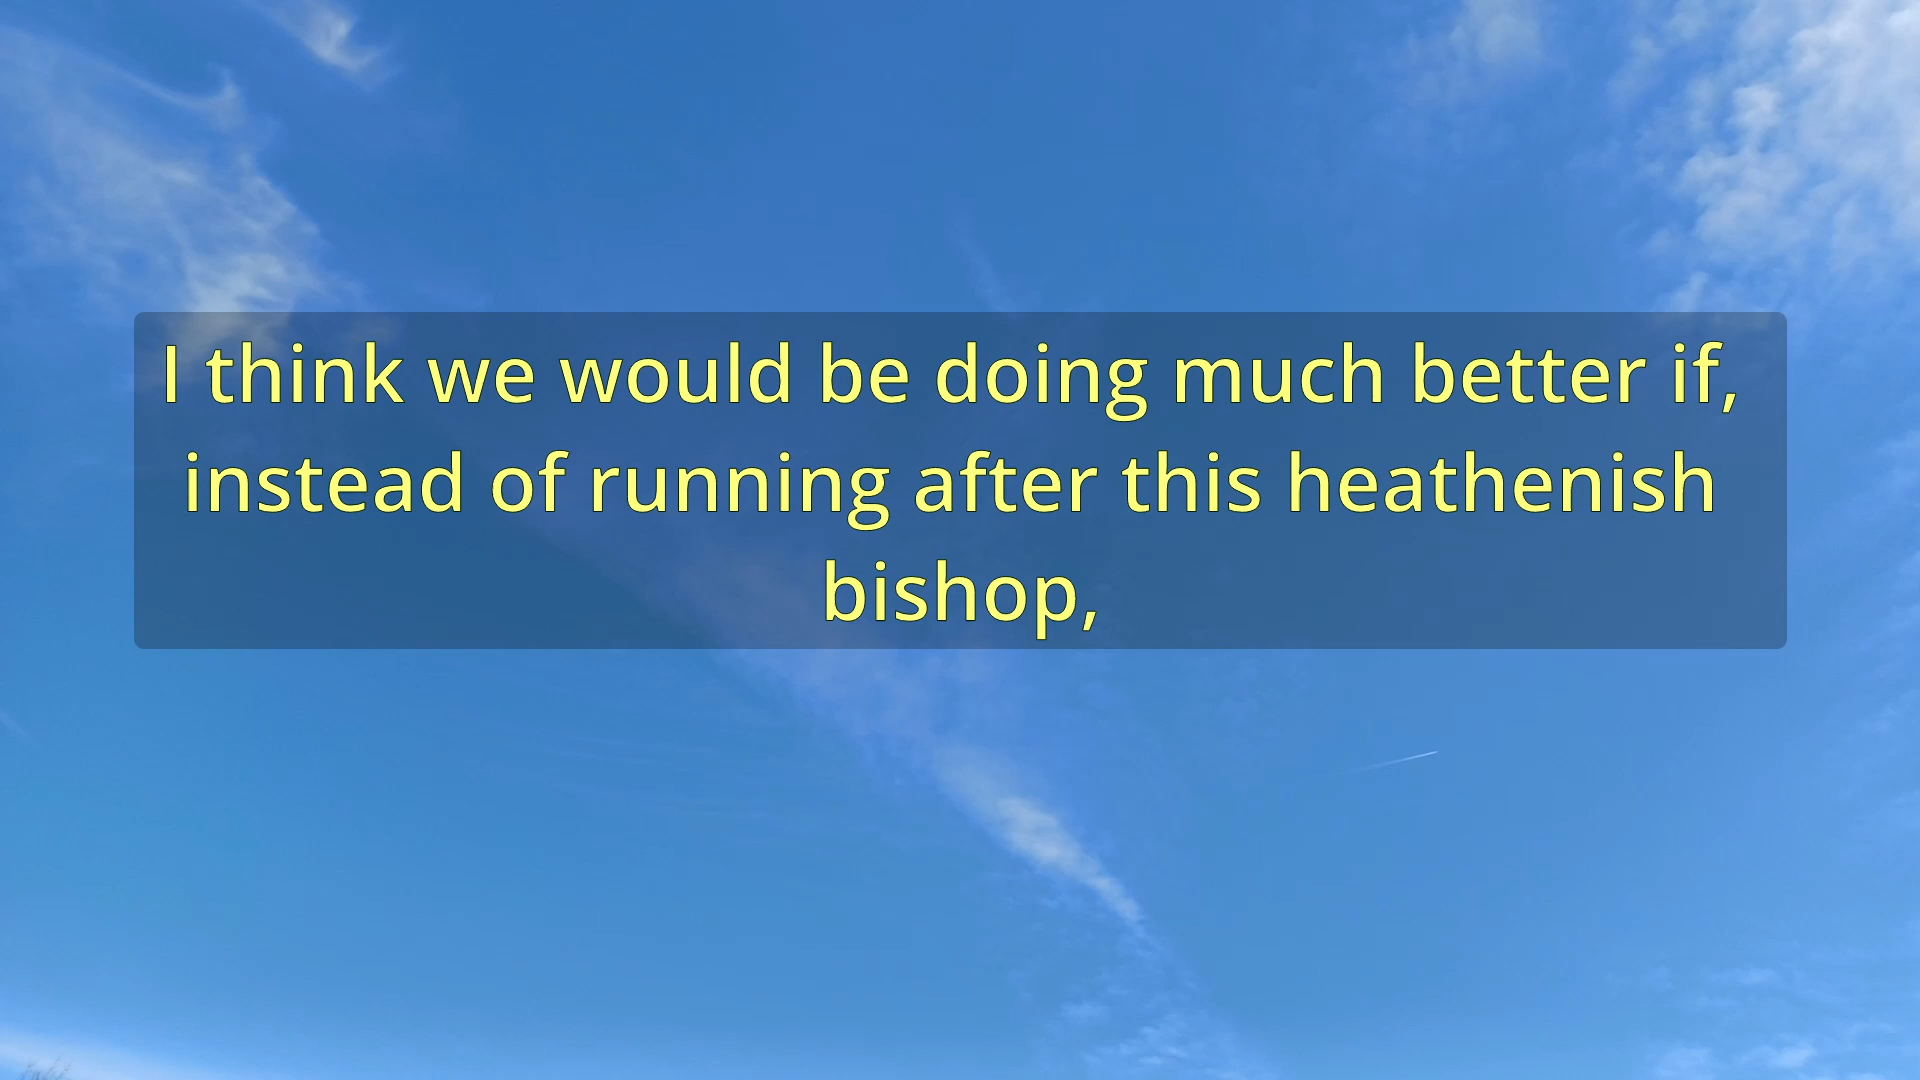 I think we would be doing much better if,
instead of running after this heathenish
bishop,